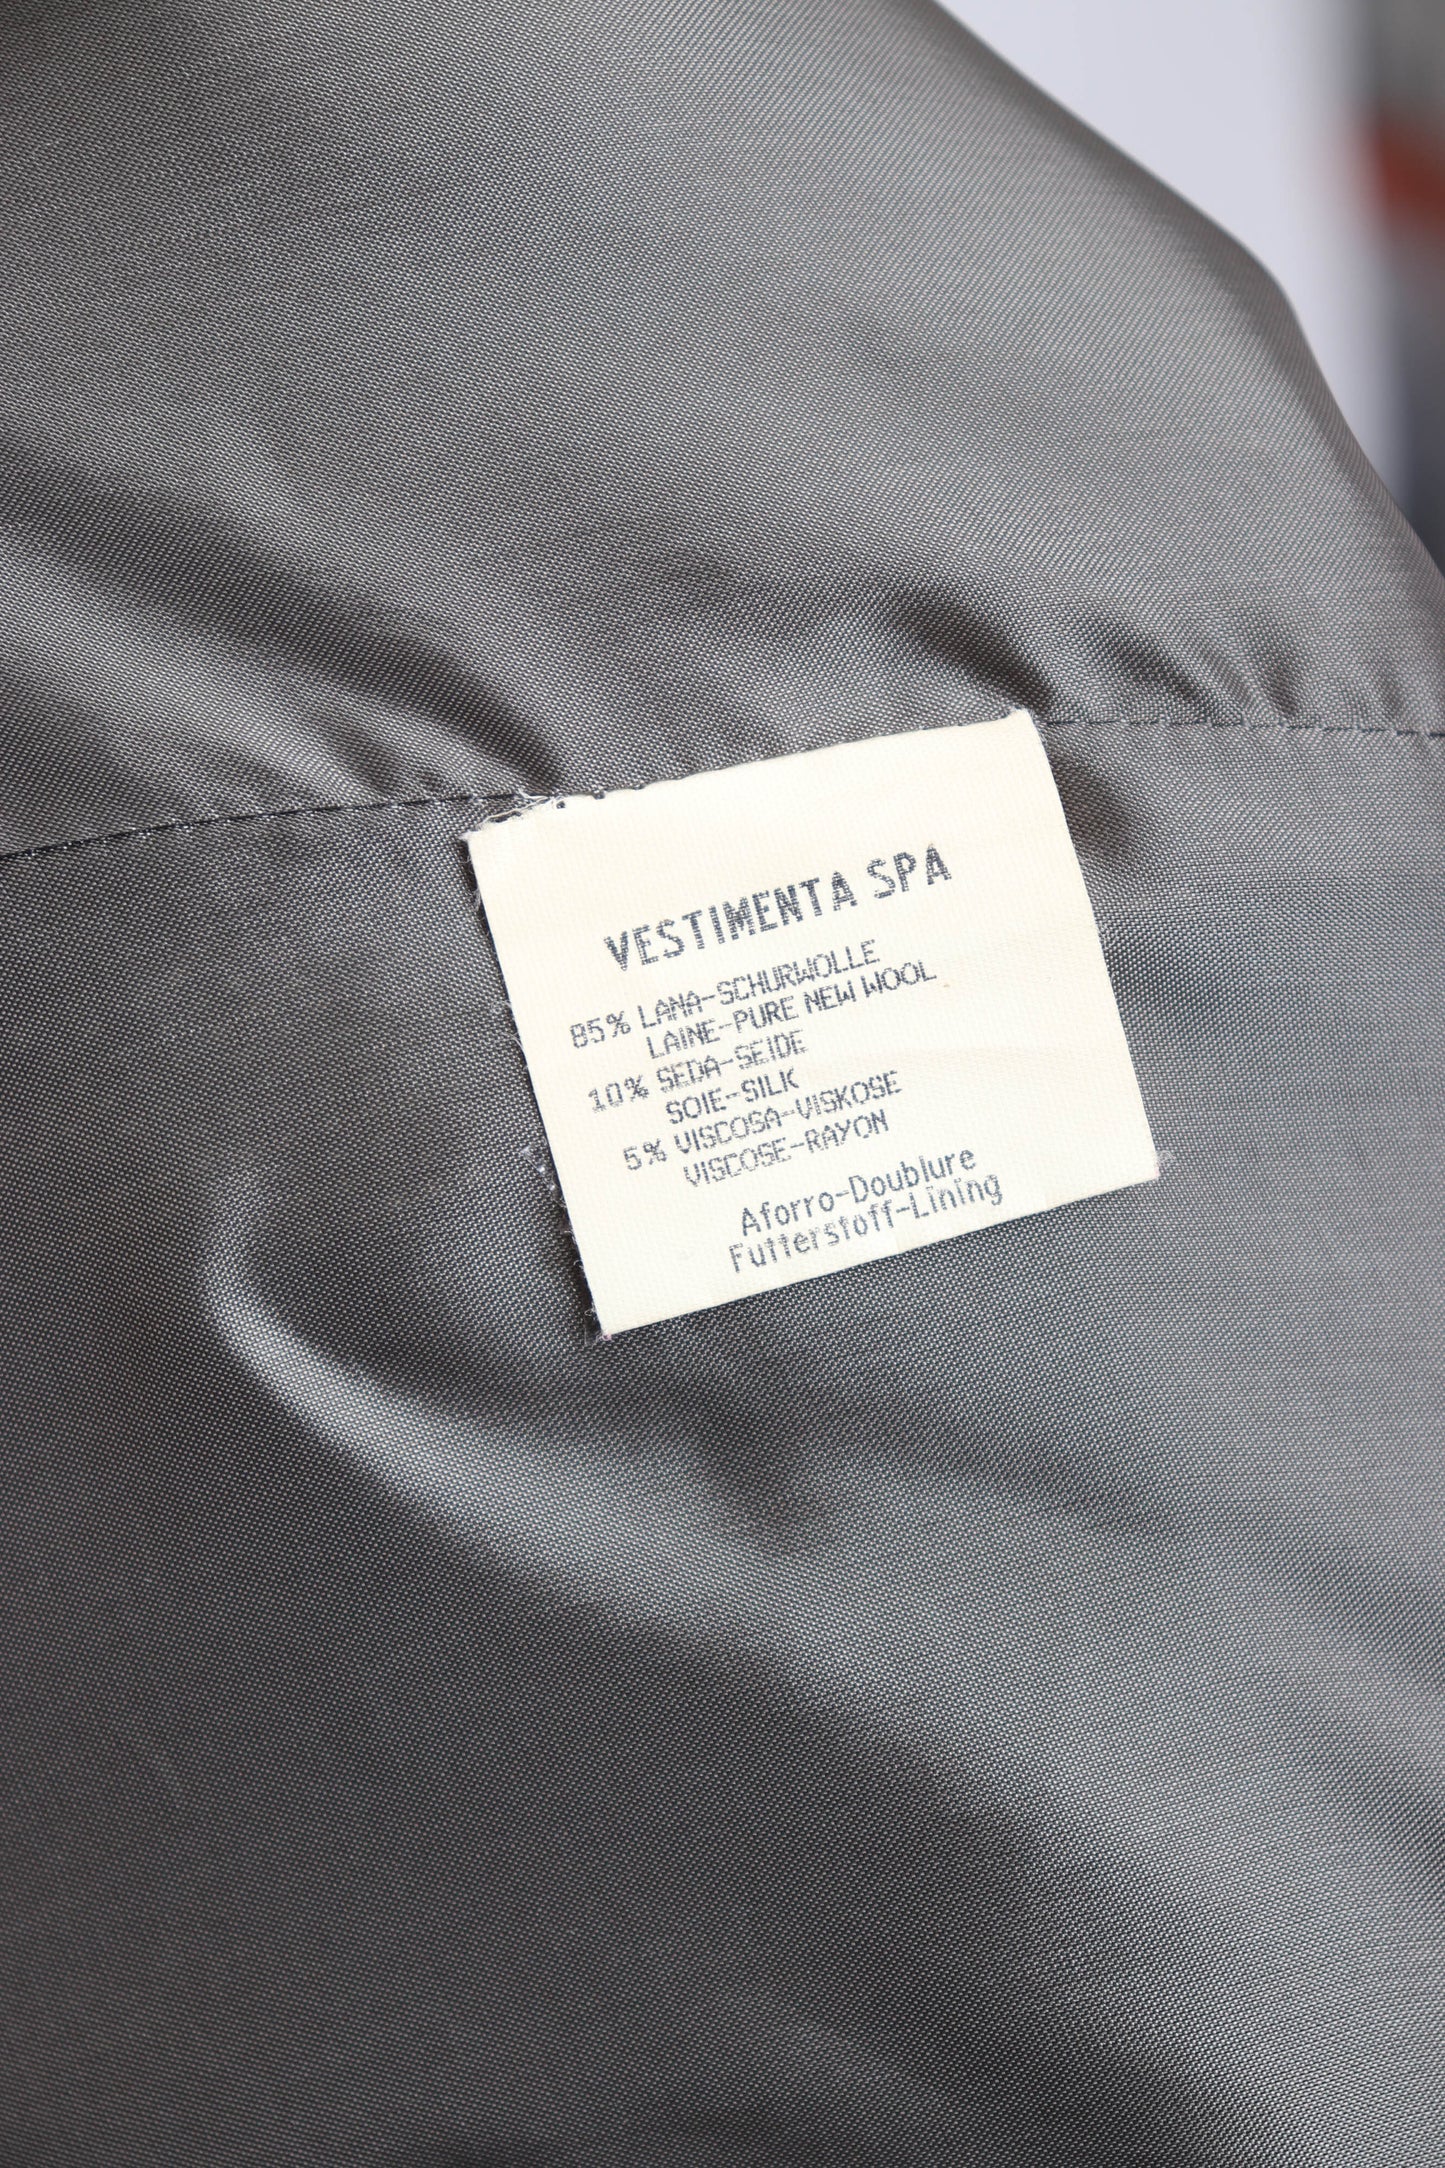 VESTIMENTA SPA
85% LANA-SCHURWOLLE
LAINE-PURE NEW WOOL
10% SEDA-SEIDE
SOIE-SILK
5% VISCOSA-VISKOSE
VISCOSE-RAYON
Aforro-Doublure
Futterstoff-Lining